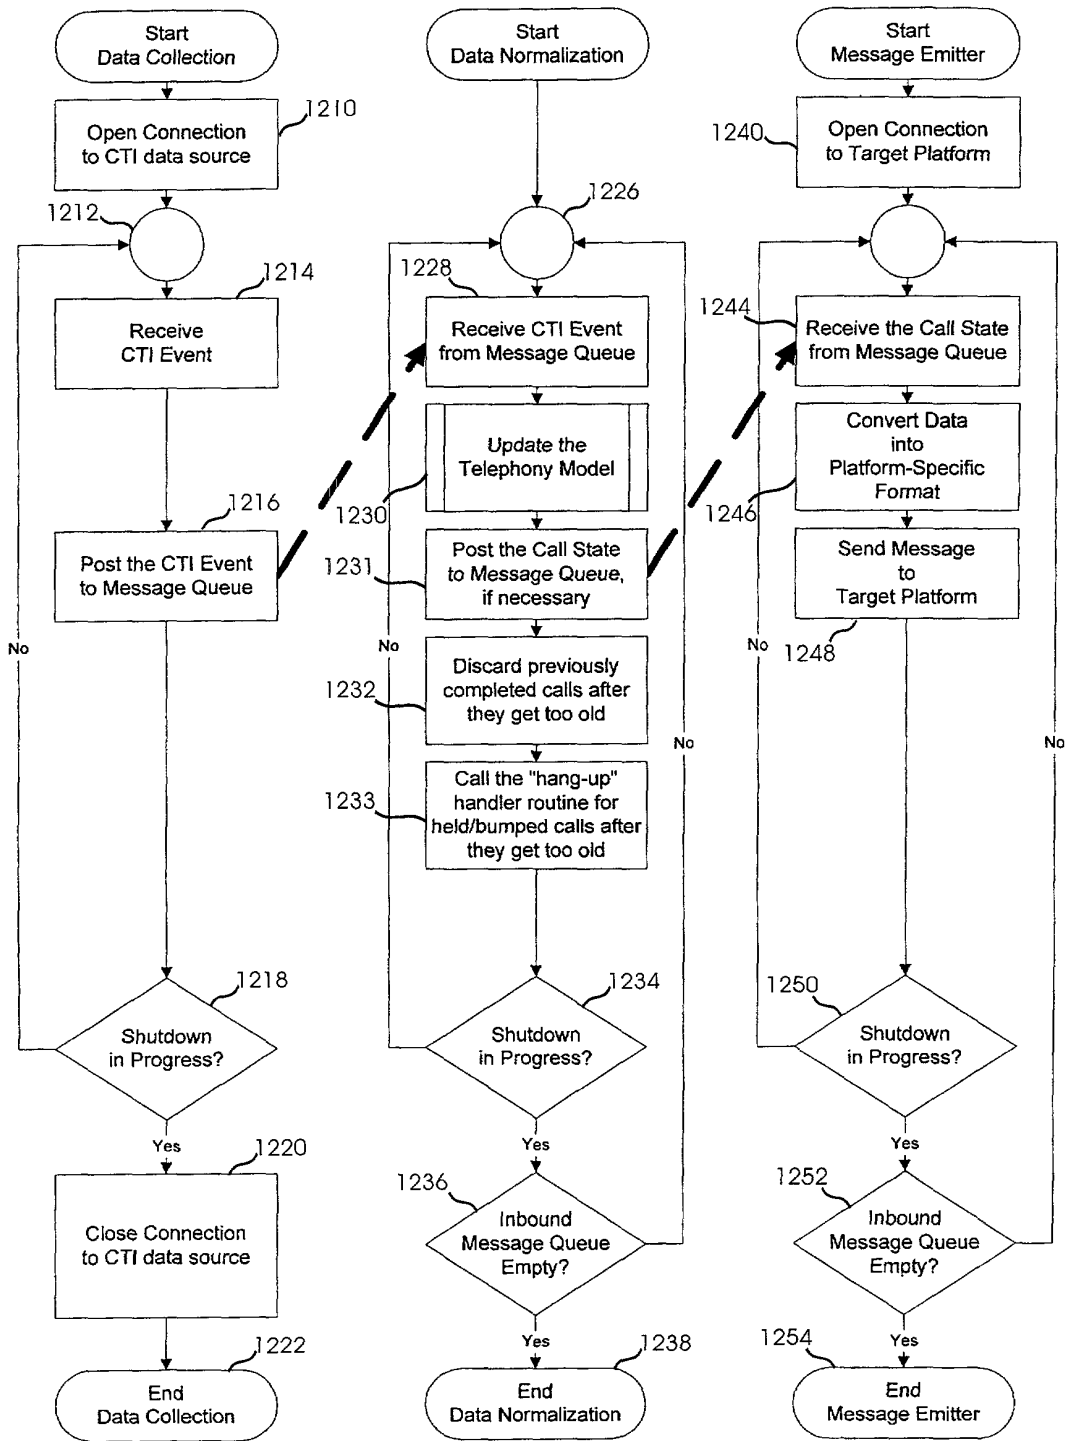 Start
Data Collection
1210
Open Connection
to CTI data source
1212
1214
Receive
CTI Event
1216
Post the CTI Event
to Message Queue
No
1218
Shutdown
in Progress?
Yes
1220
Close Connection
to CTI data source
1222
End
Data Collection
Start
Data Normalization
1226
1228
Receive CTI Event
from Message Queue
Update the
Telephony Model
1230
Post the Call State
to Message Queue,
if necessary
1231
No
Discard previously
completed calls after
they get too old
1232
Call the "hang-up"
handler routine for
held/bumped calls after
they get too old
1233
No
1234
Shutdown
in Progress?
Yes
1236
Inbound
Message Queue
Empty?
Yes
1238
End
Data Normalization
Start
Message Emitter
1240
Open Connection
to Target Platform
1244
Receive the Call State
from Message Queue
Convert Data
into
Platform-Specific
Format
1246
Send Message
to
Target Platform
1248
No
No
1250
Shutdown
in Progress?
Yes
1252
Inbound
Message Queue
Empty?
Yes
1254
End
Message Emitter